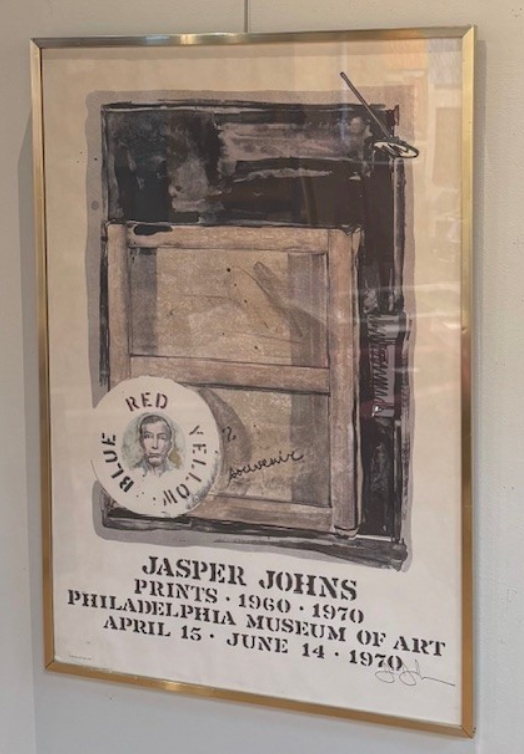 RED
BLUE
YELLOW
souvenir
JASPER JOHNS
PRINTS · 1960 · 1970
PHILADELPHIA MUSEUM OF ART
APRIL 15 · JUNE 14 · 1970